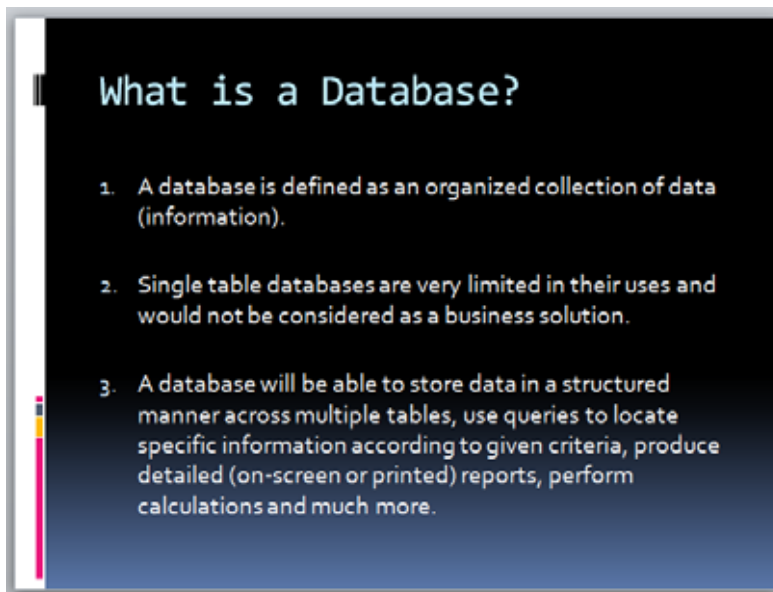 What is a Database?
1. A database is defined as an organized collection of data
(information).
2. Single table databases are very limited in their uses and
would not be considered as a business solution.
3. A database will be able to store data in a structured
manner across multiple tables, use queries to locate
specific information according to given criteria, produce
detailed (on-screen or printed) reports, perform
calculations and much more.